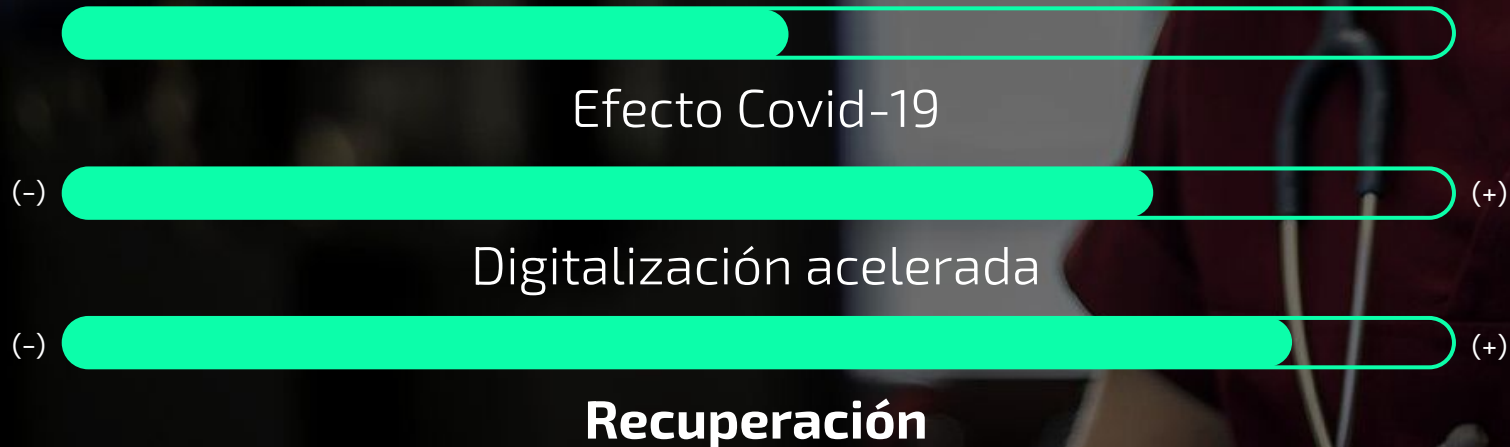 Efecto Covid-19
(-) (+)
Digitalización acelerada
(-) (+)
Recuperación